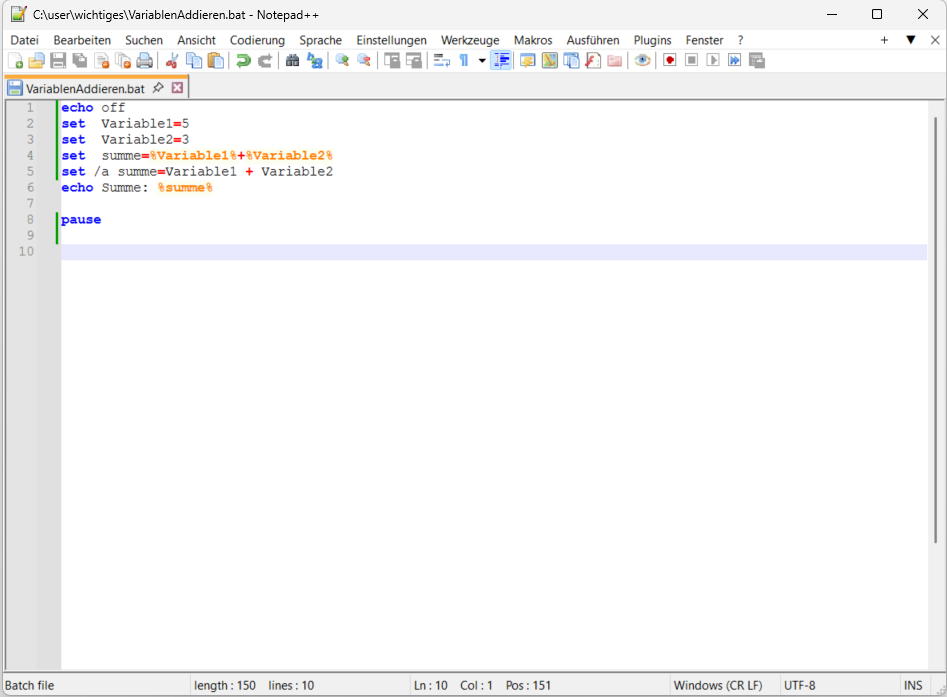 C:\user\wichtiges\VariablenAddieren.bat - Notepad++
Datei Bearbeiten Suchen Ansicht Codierung Sprache Einstellungen Werkzeuge Makros Ausführen Plugins Fenster ? + ▼ X
VariablenAddieren.bat
1 echo off
2 set  Variable1=5
3 set  Variable2=3
4 set  summe=%Variable1%+%Variable2%
5 set /a summe=Variable1 + Variable2
6 echo Summe: %summe%
7
8 pause
9
10
Batch file length : 150 lines : 10 Ln : 10 Col : 1 Pos : 151 Windows (CR LF) UTF-8 INS